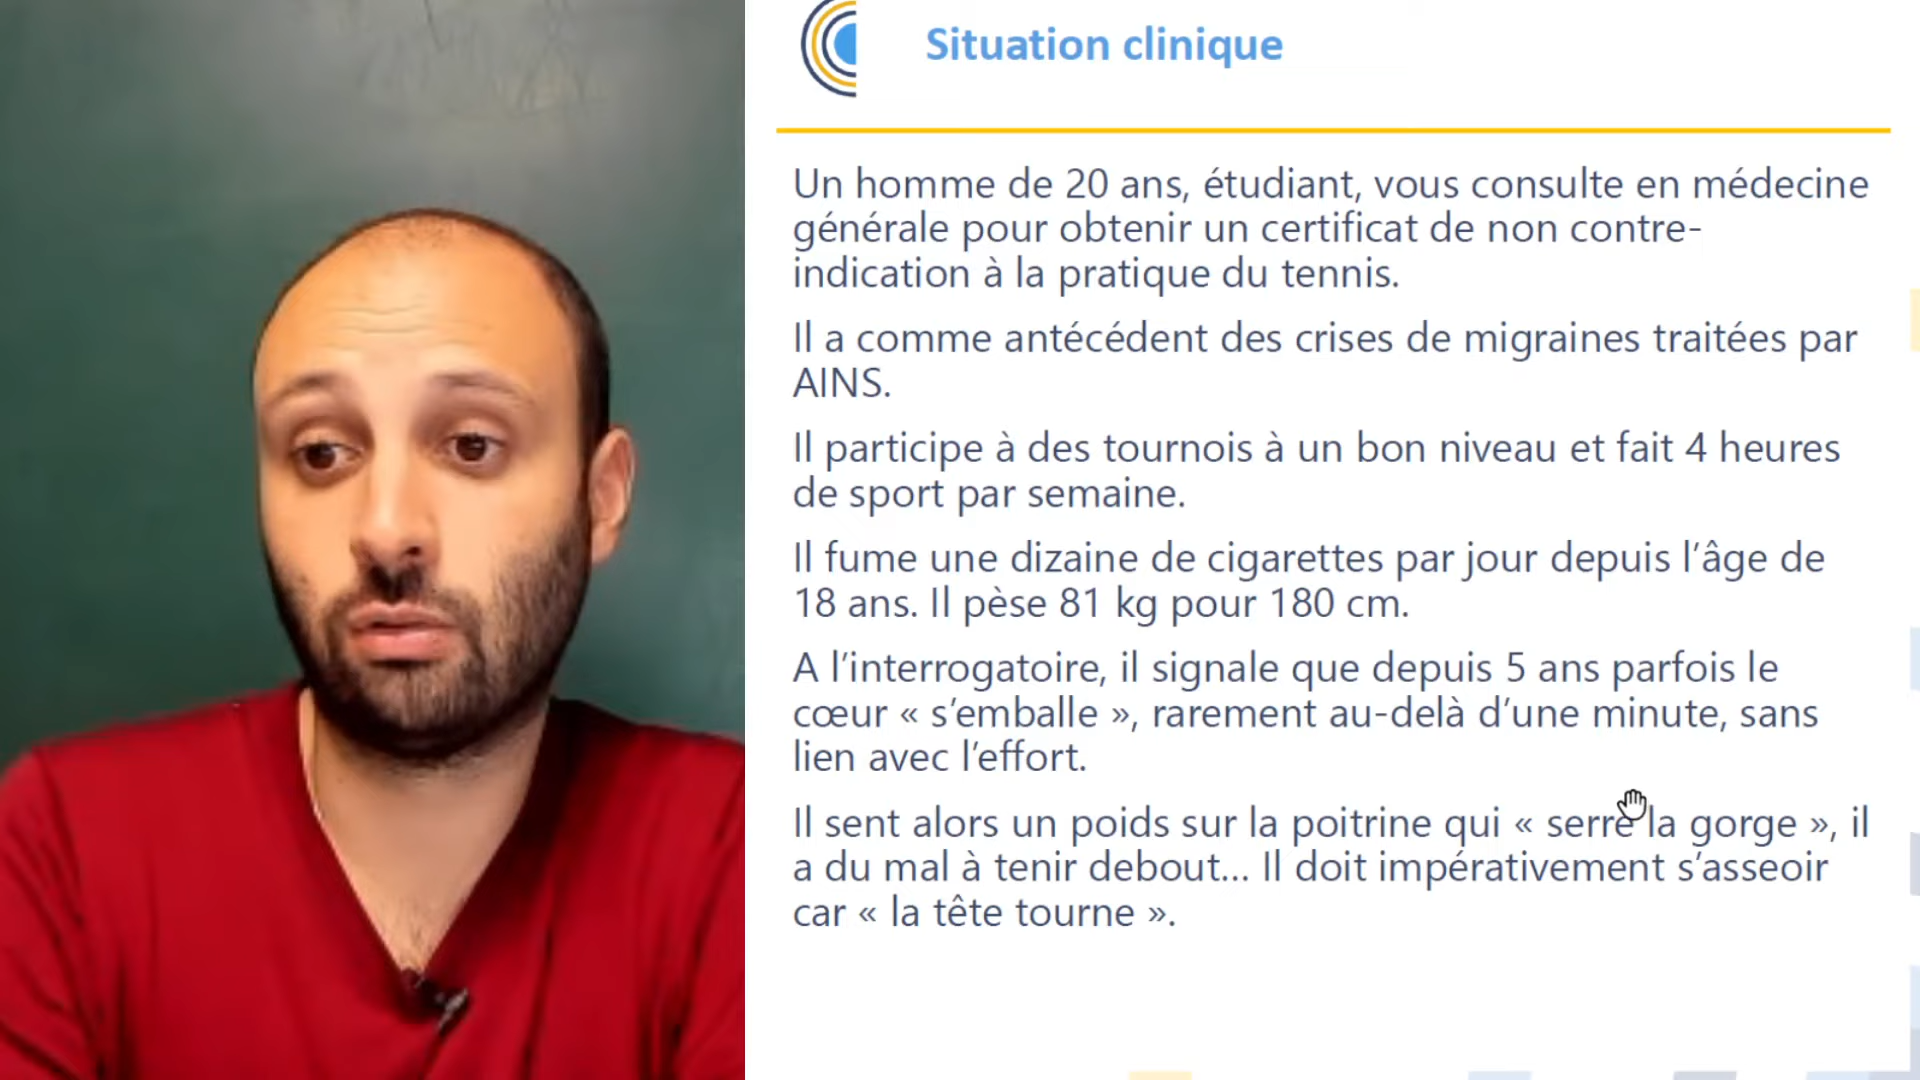 Situation clinique
Un homme de 20 ans, étudiant, vous consulte en médecine
générale pour obtenir un certificat de non contre-
indication à la pratique du tennis.
Il a comme antécédent des crises de migraines traitées par
AINS.
Il participe à des tournois à un bon niveau et fait 4 heures
de sport par semaine.
Il fume une dizaine de cigarettes par jour depuis l’âge de
18 ans. Il pèse 81 kg pour 180 cm.
A l’interrogatoire, il signale que depuis 5 ans parfois le
cœur « s’emballe », rarement au-delà d’une minute, sans
lien avec l’effort.
Il sent alors un poids sur la poitrine qui « serre la gorge », il
a du mal à tenir debout... Il doit impérativement s’asseoir
car « la tête tourne ».